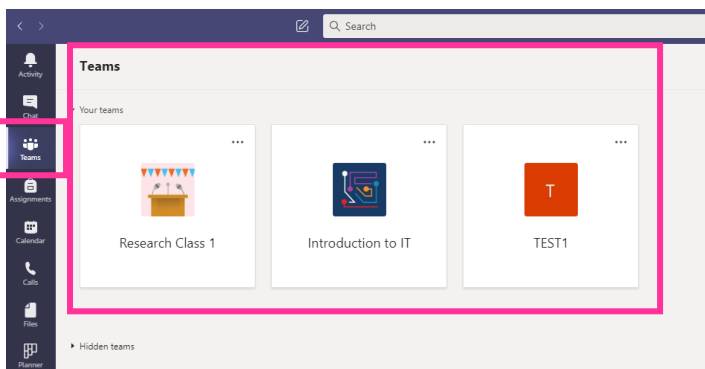 Search
Activity
Chat
Teams
Assignments
Calendar
Calls
Files
Planner
Teams
Your teams
Research Class 1
Introduction to IT
T
TEST1
Hidden teams